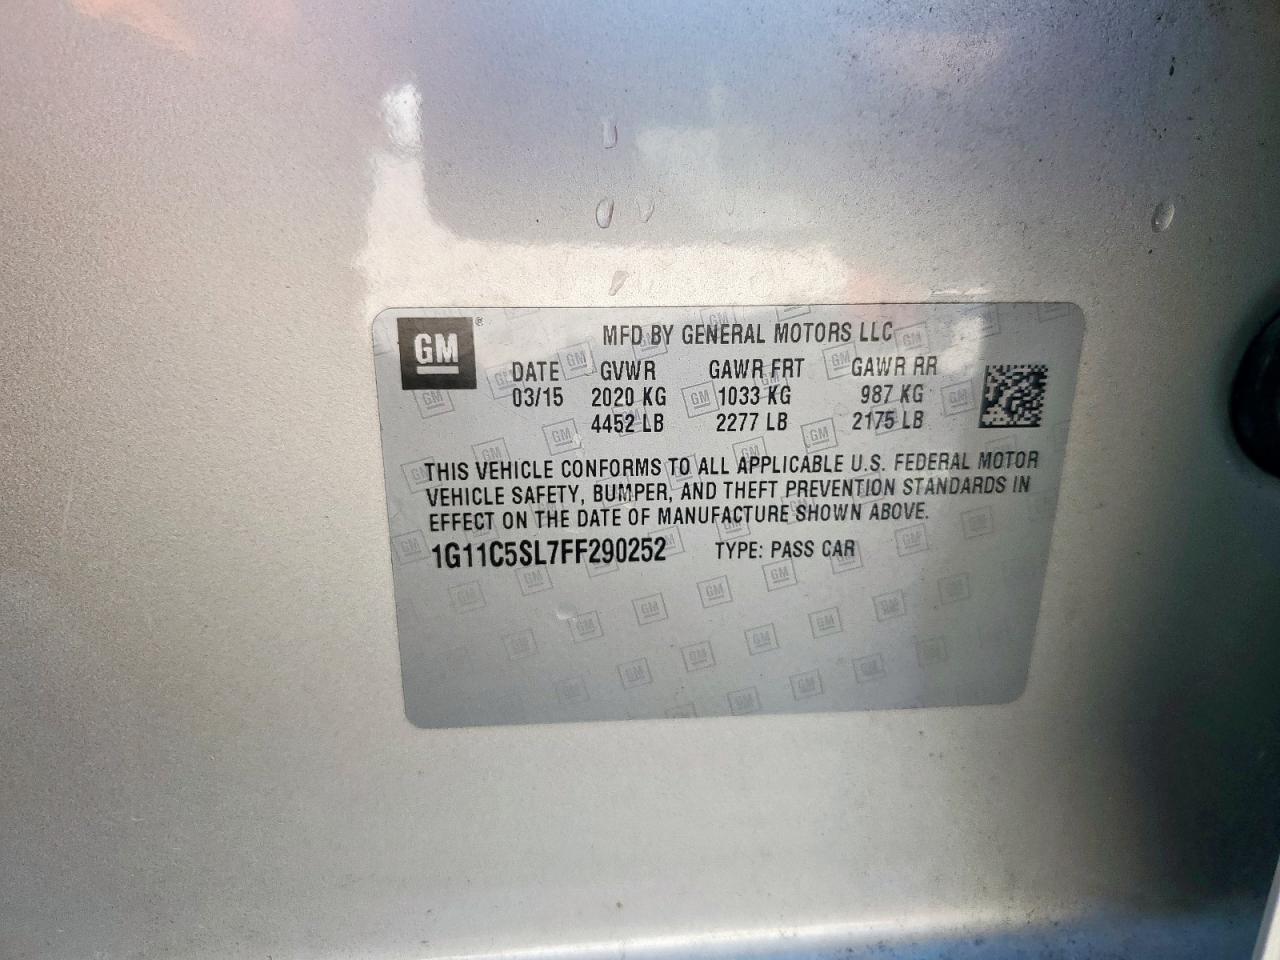 GM ®
MFD BY GENERAL MOTORS LLC
DATE GVWR GAWR FRT GAWR RR
03/15 2020 KG 1033 KG 987 KG
4452 LB 2277 LB 2175 LB
THIS VEHICLE CONFORMS TO ALL APPLICABLE U.S. FEDERAL MOTOR
VEHICLE SAFETY, BUMPER, AND THEFT PREVENTION STANDARDS IN
EFFECT ON THE DATE OF MANUFACTURE SHOWN ABOVE.
1G11C5SL7FF290252 TYPE: PASS CAR